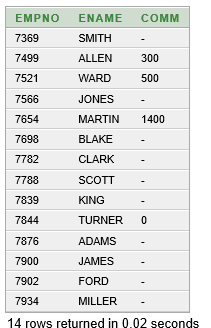 EMPNO ENAME COMM
7369 SMITH -
7499 ALLEN 300
7521 WARD 500
7566 JONES -
7654 MARTIN 1400
7698 BLAKE -
7782 CLARK -
7788 SCOTT -
7839 KING -
7844 TURNER 0
7876 ADAMS -
7900 JAMES -
7902 FORD -
7934 MILLER -
14 rows returned in 0.02 seconds